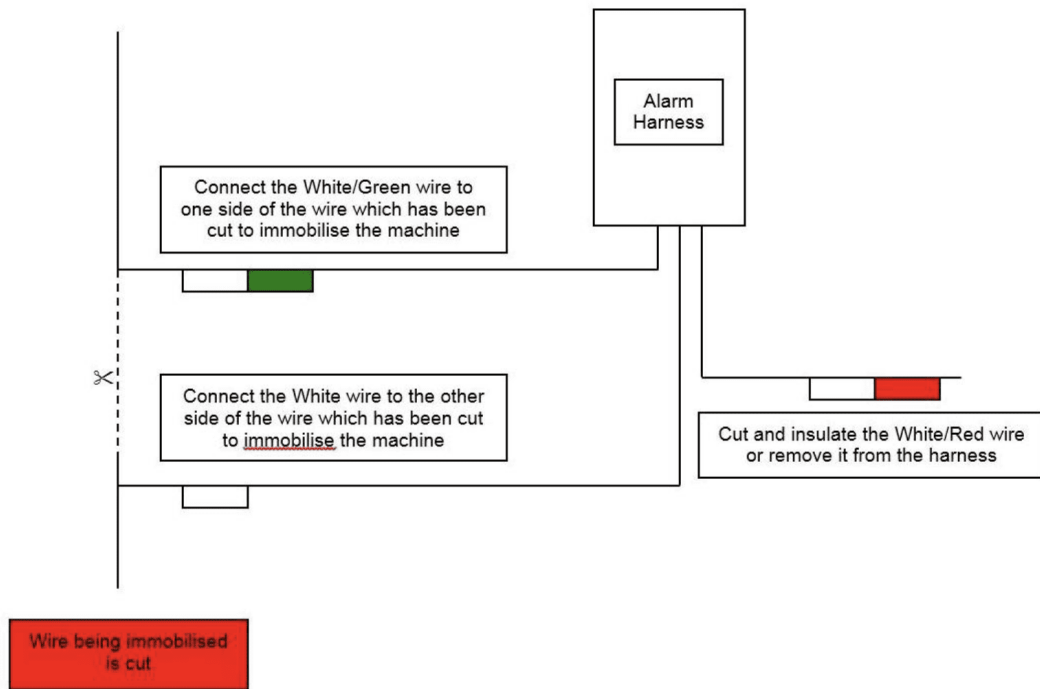 Alarm
Harness
Connect the White/Green wire to
one side of the wire which has been
cut to immobilise the machine
Connect the White wire to the other
side of the wire which has been cut
to immobilise the machine
Cut and insulate the White/Red wire
or remove it from the harness
Wire being immobilised
is cut